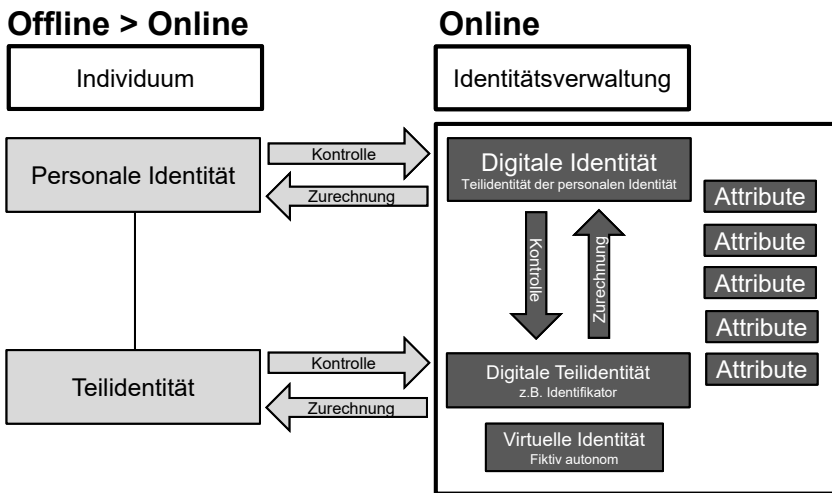 Offline > Online
Online
Individuum
Identitätsverwaltung
Personale Identität
Kontrolle
Zurechnung
Digitale Identität
Teilidentität der personalen Identität
Attribute
Attribute
Attribute
Attribute
Attribute
Kontrolle
Zurechnung
Teilidentität
Kontrolle
Zurechnung
Digitale Teilidentität
z.B. Identifikator
Virtuelle Identität
Fiktiv autonom